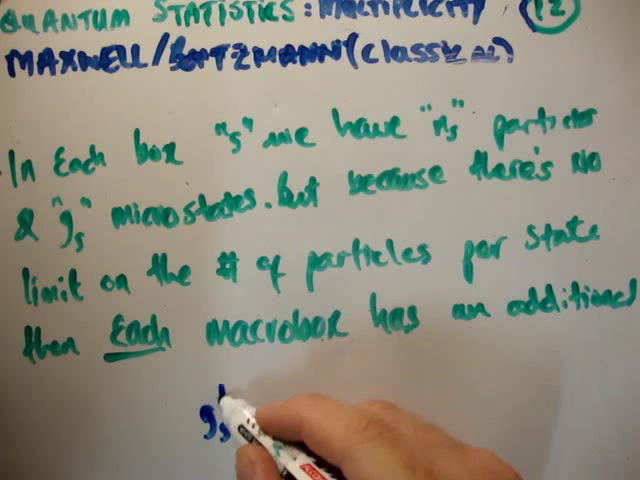 QUANTUM STATISTICS: MULTIPLICITY 12
MAXWELL/BOLTZMANN (classical)
In Each box "s" we have "ns" particles
& "gs" microstates. but because there's No
limit on the # of particles per state
then Each macrobox has an additional
gs